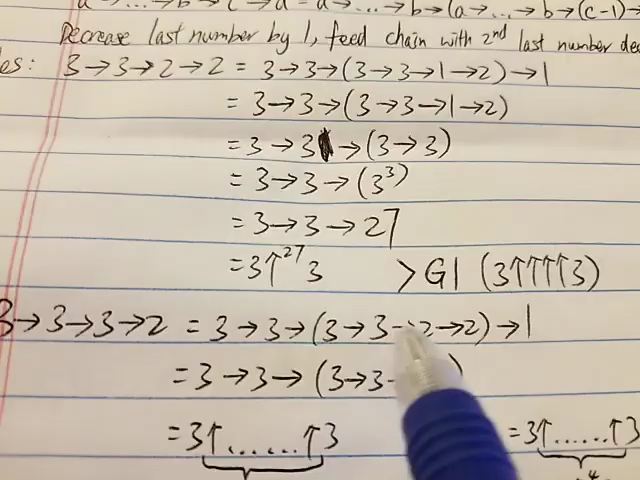 a→...→b→c→d = a→...→b→(a→...→b→(c-1)→
Decrease last number by 1, feed chain with 2nd last number
3→3→2→2 = 3→3→(3→3→1→2)→1
= 3→3→(3→3→1→2)
= 3→3→(3→3)
= 3→3→(3³)
= 3→3→27
= 3↑²⁷3 >G1 (3↑↑↑↑3)
3→3→3→2 = 3→3→(3→3→2→2)→1
= 3→3→(3→3
= 3↑......↑3 = 3↑......↑3